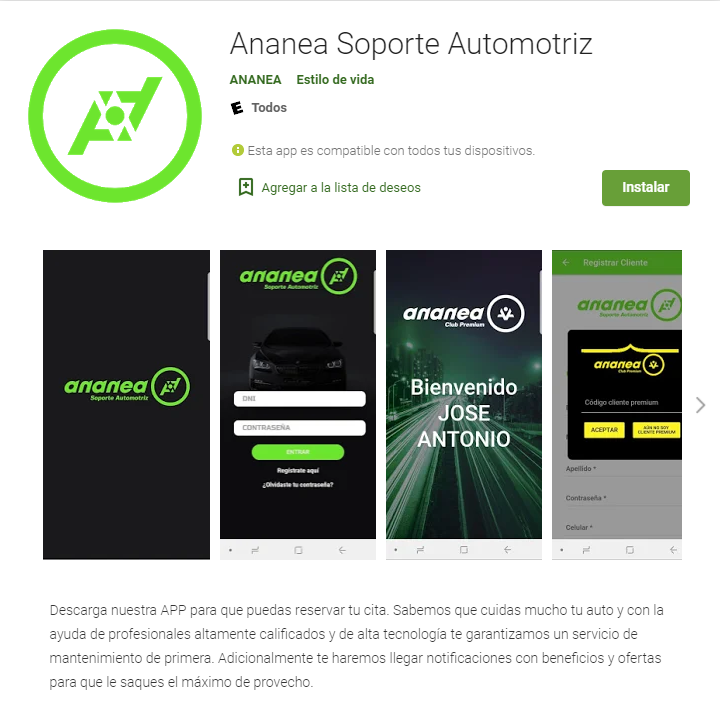 Ananea Soporte Automotriz
ANANEA Estilo de vida
E Todos
Esta app es compatible con todos tus dispositivos.
Agregar a la lista de deseos
Instalar
ananea
Soporte Automotriz
ananea
Soporte Automotriz
DNI
CONTRASEÑA
ENTRAR
Regístrate aquí
¿Olvidaste tu contraseña?
ananea
Club Premium
Bienvenido
JOSE
ANTONIO
Registrar Cliente
ananea
Soporte Automotriz
ananea
Club Premium
Código cliente premium
ACEPTAR
AÚN NO SOY
CLIENTE PREMIUM
Apellido *
Contraseña *
Celular *
Descarga nuestra APP para que puedas reservar tu cita. Sabemos que cuidas mucho tu auto y con la
ayuda de profesionales altamente calificados y de alta tecnología te garantizamos un servicio de
mantenimiento de primera. Adicionalmente te haremos llegar notificaciones con beneficios y ofertas
para que le saques el máximo de provecho.